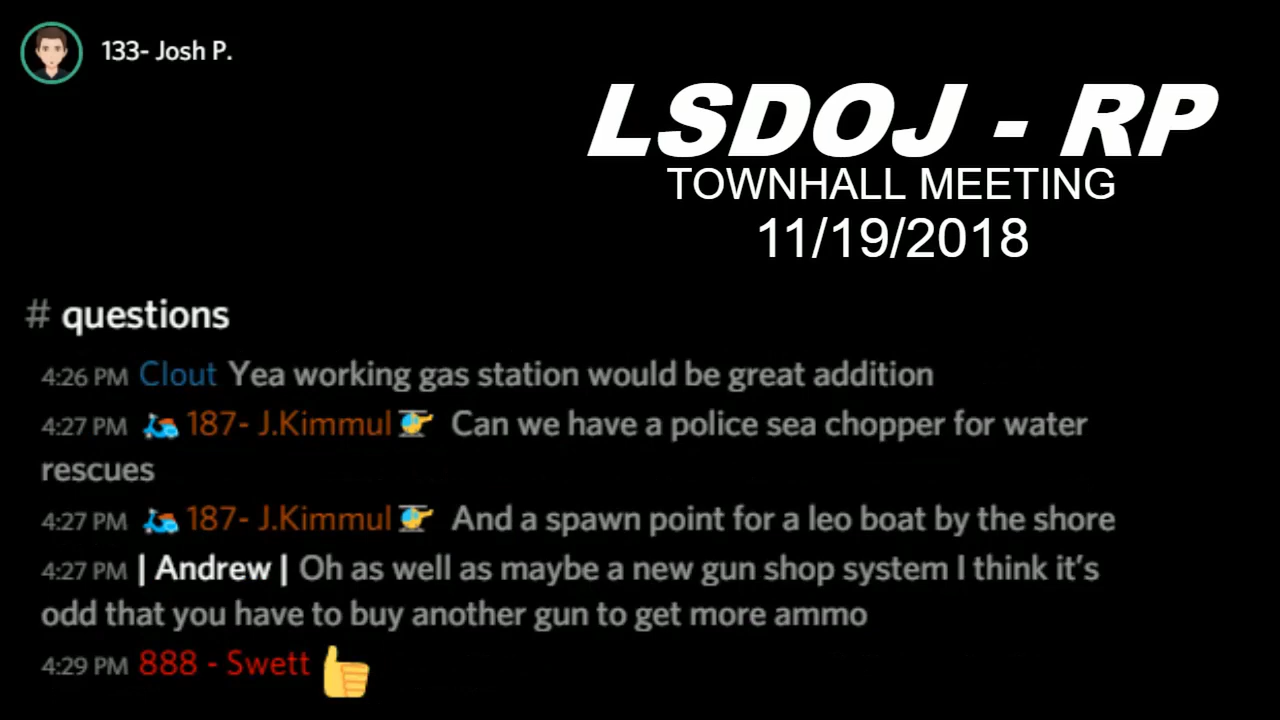 133- Josh P.
LSDOJ - RP
TOWNHALL MEETING
11/19/2018
# questions
4:26 PM Clout Yea working gas station would be great addition
4:27 PM 🛵187- J.Kimmul🚁 Can we have a police sea chopper for water
rescues
4:27 PM 🛵187- J.Kimmul🚁 And a spawn point for a leo boat by the shore
4:27 PM | Andrew | Oh as well as maybe a new gun shop system I think it’s
odd that you have to buy another gun to get more ammo
4:29 PM 888 - Swett 👍